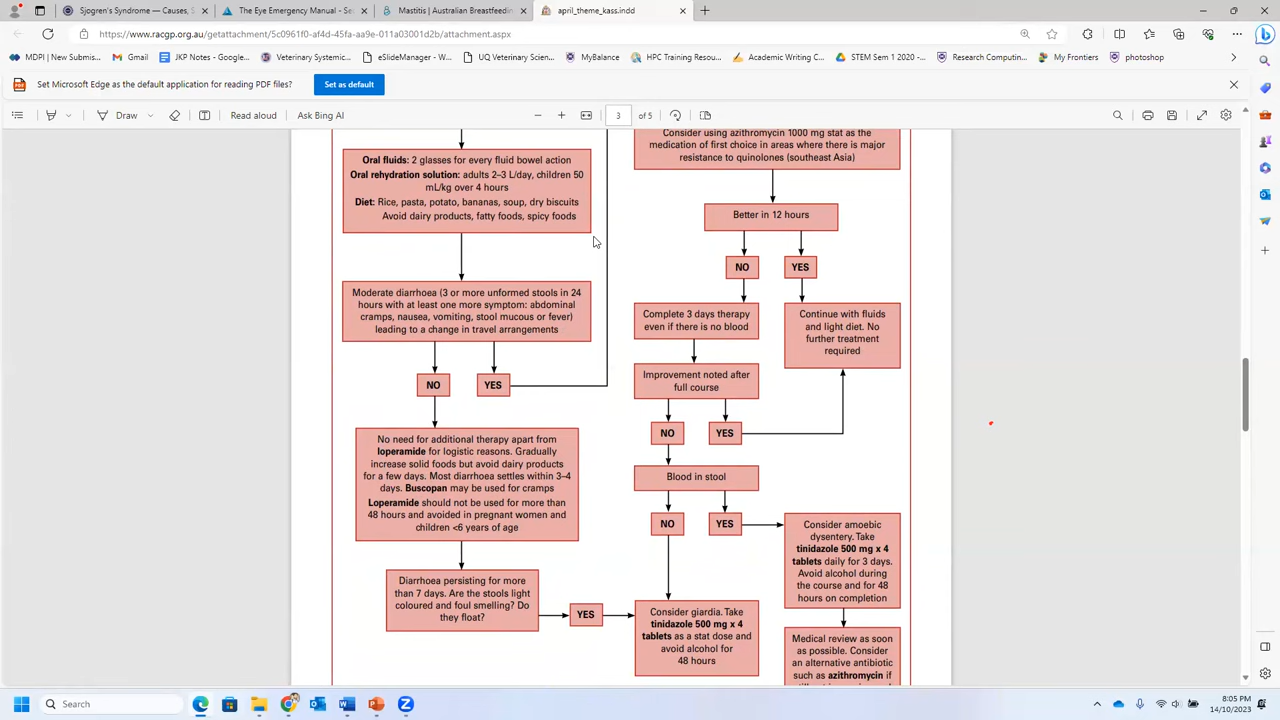 Sjogren's Syndrome — Causes, S
The Eye Emergency Manual - Se
Mastitis | Australian Breastfeedin
april_theme_kass.indd
https://www.racgp.org.au/getattachment/5c0961f0-af4d-45fa-aa9e-011a03001d2b/attachment.aspx
MDPI | New Submis...
Gmail
JKP Notes - Google...
Veterinary Systemic...
eSlideManager - W...
UQ Veterinary Scien...
MyBalance
HPC Training Resou...
Academic Writing C...
STEM Sem 1 2020 -...
Research Computin...
My Frontiers
photoshop
Set Microsoft Edge as the default application for reading PDF files?
Set as default
Draw
Read aloud
Ask Bing AI
3
of 5
Oral fluids: 2 glasses for every fluid bowel action
Oral rehydration solution: adults 2–3 L/day, children 50
mL/kg over 4 hours
Diet: Rice, pasta, potato, bananas, soup, dry biscuits
Avoid dairy products, fatty foods, spicy foods
Moderate diarrhoea (3 or more unformed stools in 24
hours with at least one more symptom: abdominal
cramps, nausea, vomiting, stool mucous or fever)
leading to a change in travel arrangements
NO
YES
No need for additional therapy apart from
loperamide for logistic reasons. Gradually
increase solid foods but avoid dairy products
for a few days. Most diarrhoea settles within 3–4
days. Buscopan may be used for cramps
Loperamide should not be used for more than
48 hours and avoided in pregnant women and
children <6 years of age
Diarrhoea persisting for more
than 7 days. Are the stools light
coloured and foul smelling? Do
they float?
YES
Consider using azithromycin 1000 mg stat as the
medication of first choice in areas where there is major
resistance to quinolones (southeast Asia)
Better in 12 hours
NO
YES
Complete 3 days therapy
even if there is no blood
Continue with fluids
and light diet. No
further treatment
required
Improvement noted after
full course
NO
YES
Blood in stool
NO
YES
Consider amoebic
dysentery. Take
tinidazole 500 mg x 4
tablets daily for 3 days.
Avoid alcohol during
the course and for 48
hours on completion
Consider giardia. Take
tinidazole 500 mg x 4
tablets as a stat dose and
avoid alcohol for
48 hours
Medical review as soon
as possible. Consider
an alternative antibiotic
such as azithromycin if
Search
8:05 PM
14/10/2023